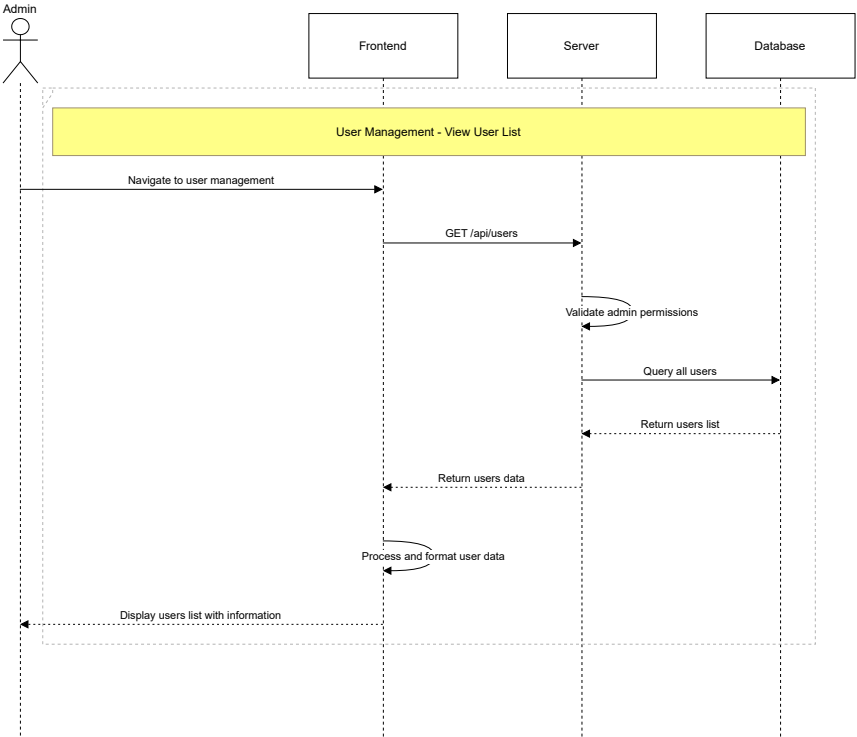 Admin
Frontend
Server
Database
User Management - View User List
Navigate to user management
GET /api/users
Validate admin permissions
Query all users
Return users list
Return users data
Process and format user data
Display users list with information